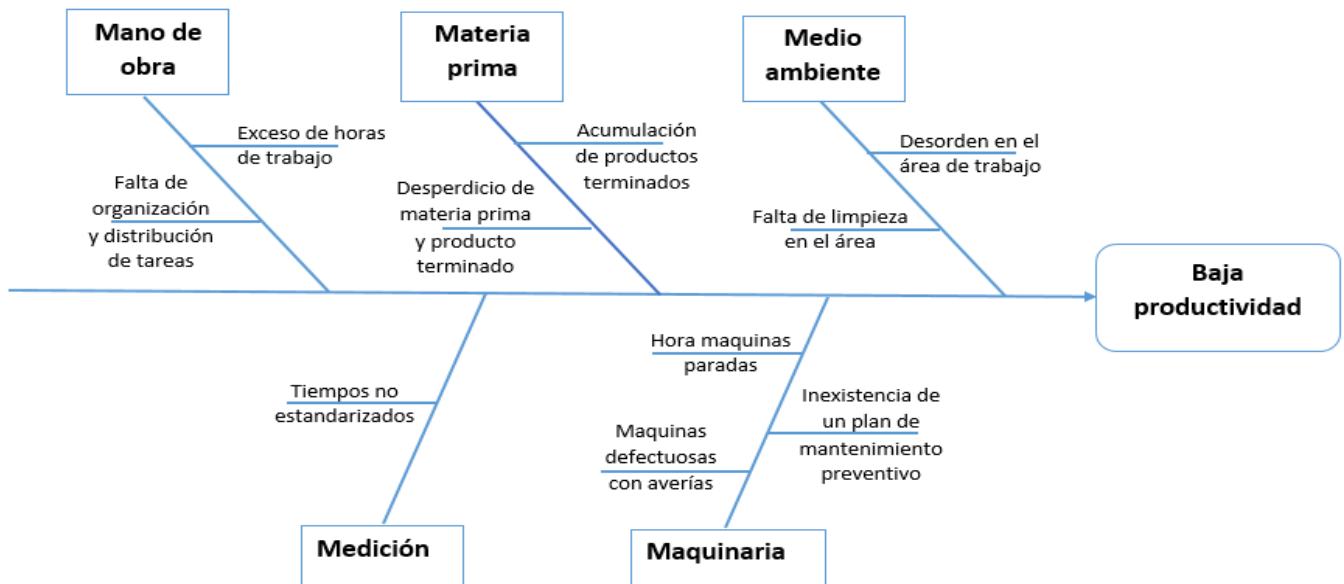 Mano de
obra
Materia
prima
Medio
ambiente
Exceso de horas
de trabajo
Falta de
organización
y distribución
de tareas
Acumulación
de productos
terminados
Desperdicio de
materia prima
y producto
terminado
Desorden en el
área de trabajo
Falta de limpieza
en el área
Baja
productividad
Tiempos no
estandarizados
Hora maquinas
paradas
Inexistencia de
un plan de
mantenimiento
preventivo
Maquinas
defectuosas
con averías
Medición
Maquinaria